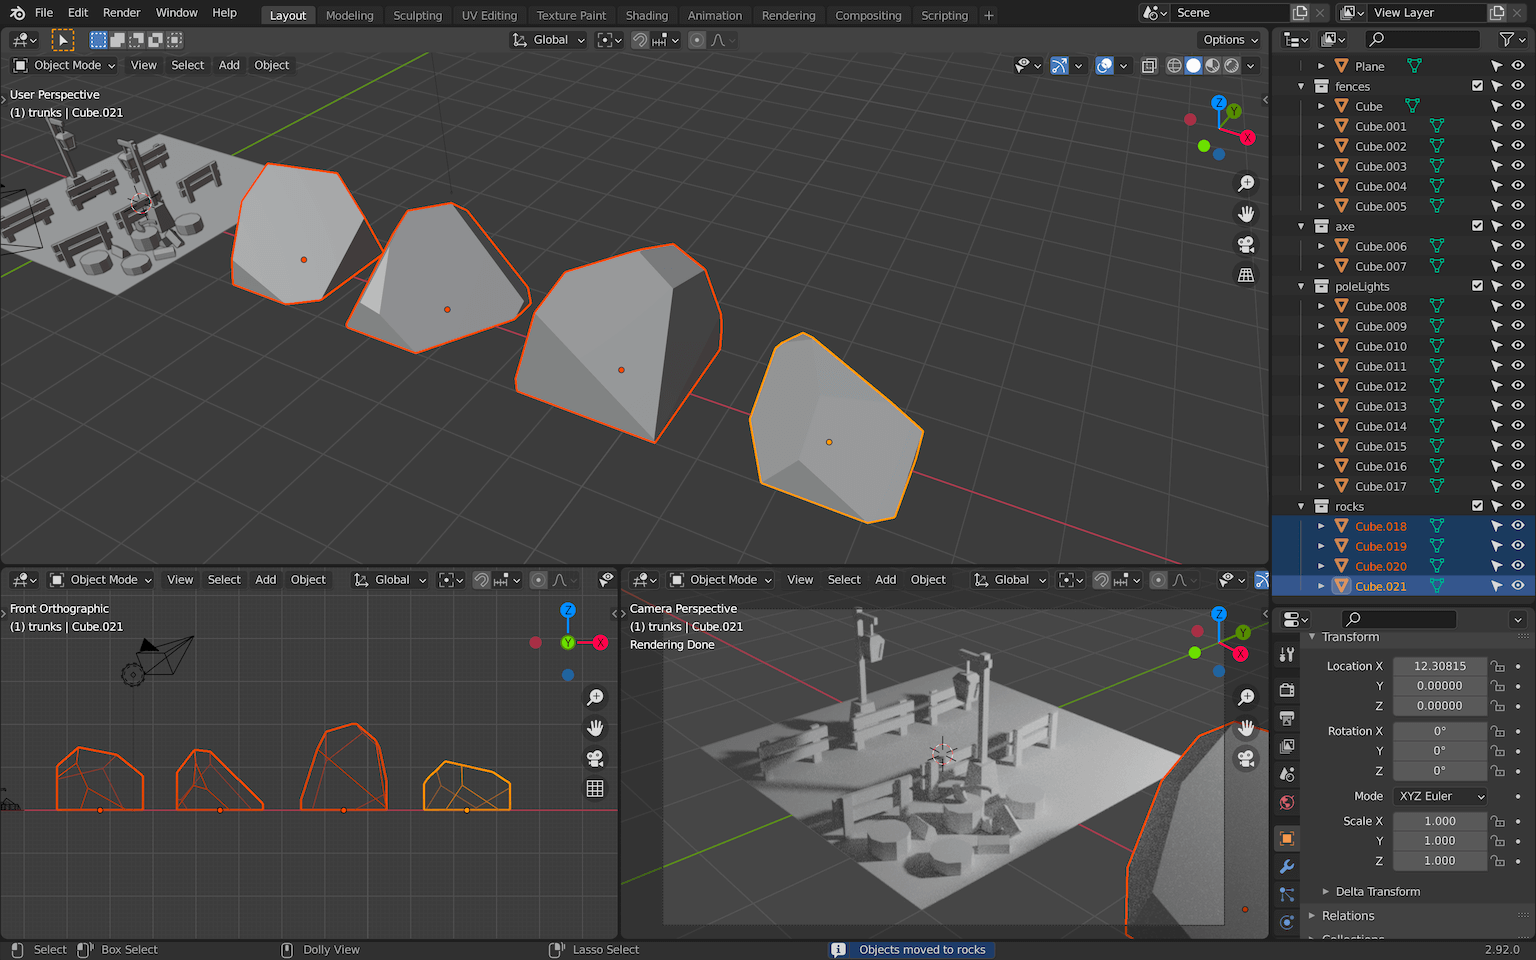 File Edit Render Window Help Layout Modeling Sculpting UV Editing Texture Paint Shading Animation Rendering Compositing Scripting + Scene View Layer
Global Options
Object Mode View Select Add Object
User Perspective
(1) trunks | Cube.021
Z
Y
X
Plane
fences
Cube
Cube.001
Cube.002
Cube.003
Cube.004
Cube.005
axe
Cube.006
Cube.007
poleLights
Cube.008
Cube.009
Cube.010
Cube.011
Cube.012
Cube.013
Cube.014
Cube.015
Cube.016
Cube.017
rocks
Cube.018
Cube.019
Cube.020
Cube.021
Object Mode View Select Add Object Global
Front Orthographic
(1) trunks | Cube.021
Z
Y X
Object Mode View Select Add Object Global
Camera Perspective
(1) trunks | Cube.021
Rendering Done
Z
Y
X
Transform
Location X 12.30815
Y 0.00000
Z 0.00000
Rotation X 0°
Y 0°
Z 0°
Mode XYZ Euler
Scale X 1.000
Y 1.000
Z 1.000
Delta Transform
Relations
Select Box Select Dolly View Lasso Select Objects moved to rocks 2.92.0